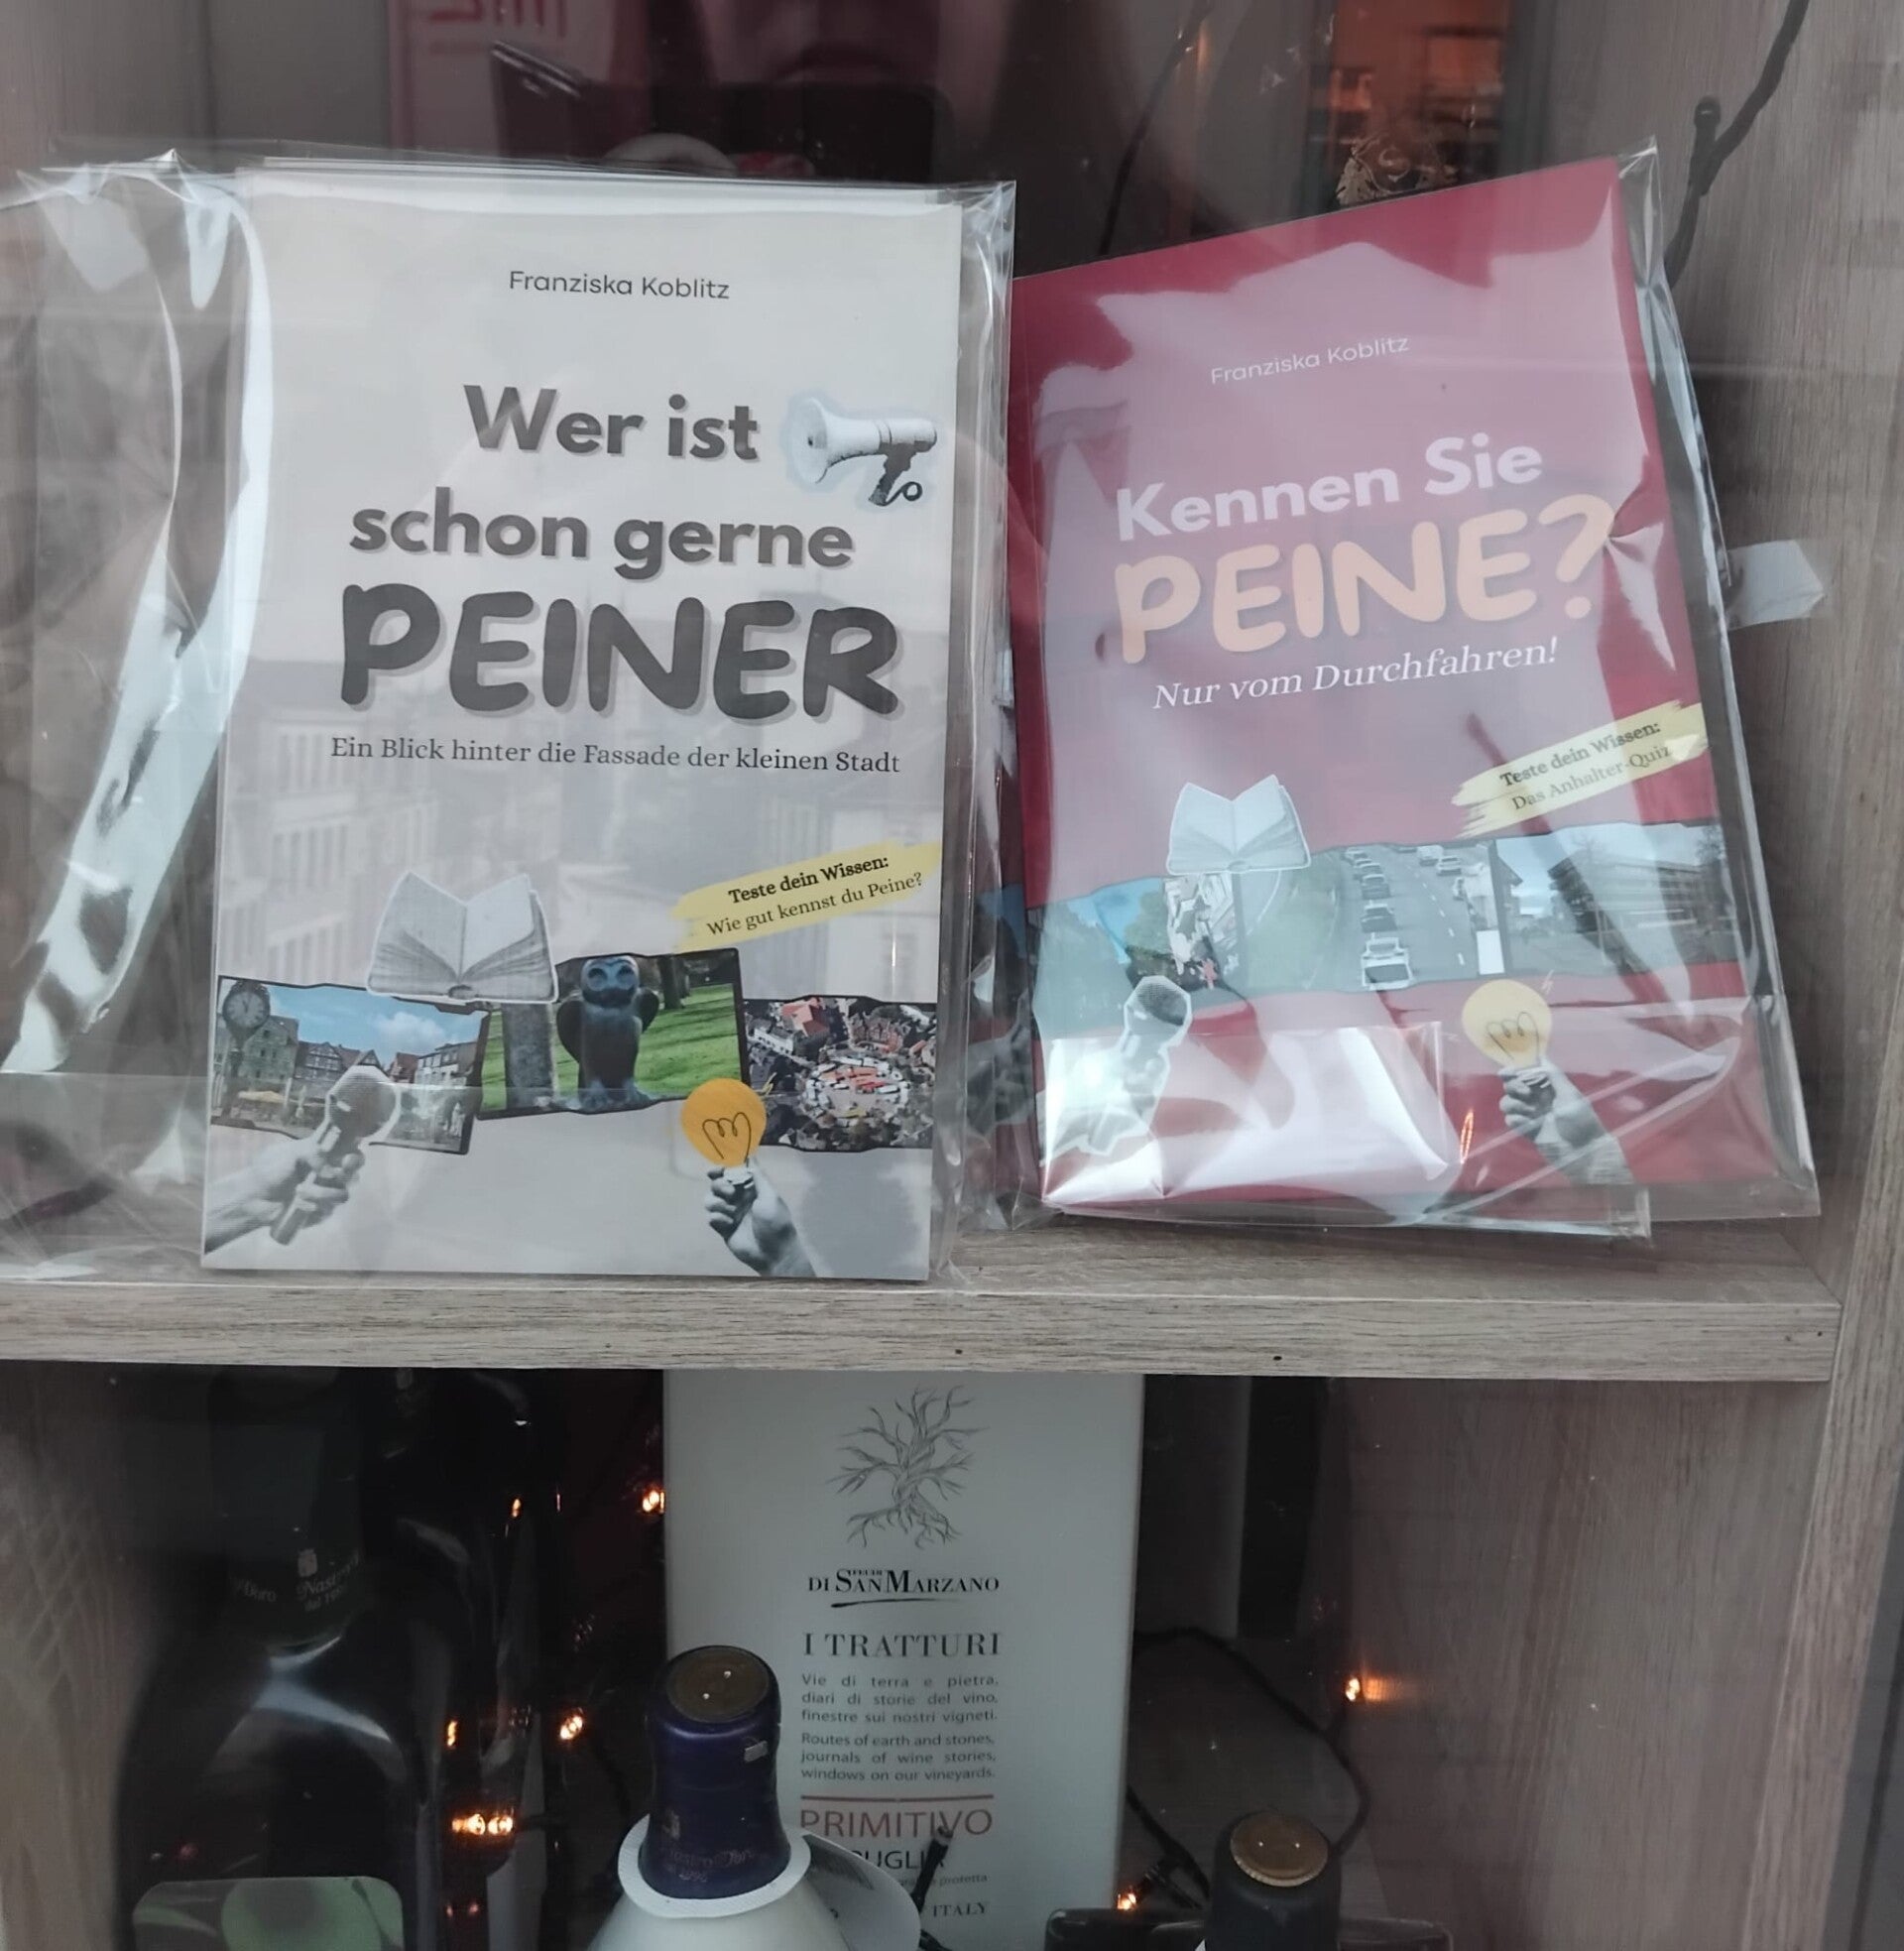 Franziska Koblitz
Wer ist
schon gerne
PEINER
Ein Blick hinter die Fassade der kleinen Stadt
Teste dein Wissen:
Wie gut kennst du Peine?
Franziska Koblitz
Kennen Sie
PEINE?
Nur vom Durchfahren!
Teste dein Wissen:
Das Anhalter-Quiz
DI SAN MARZANO
I TRATTURI
Vie di terra e pietra,
diari di storie del vino,
finestre sui nostri vigneti.
Routes of earth and stones,
journals of wine stories,
windows on our vineyards.
PRIMITIVO
protetta
ITALY